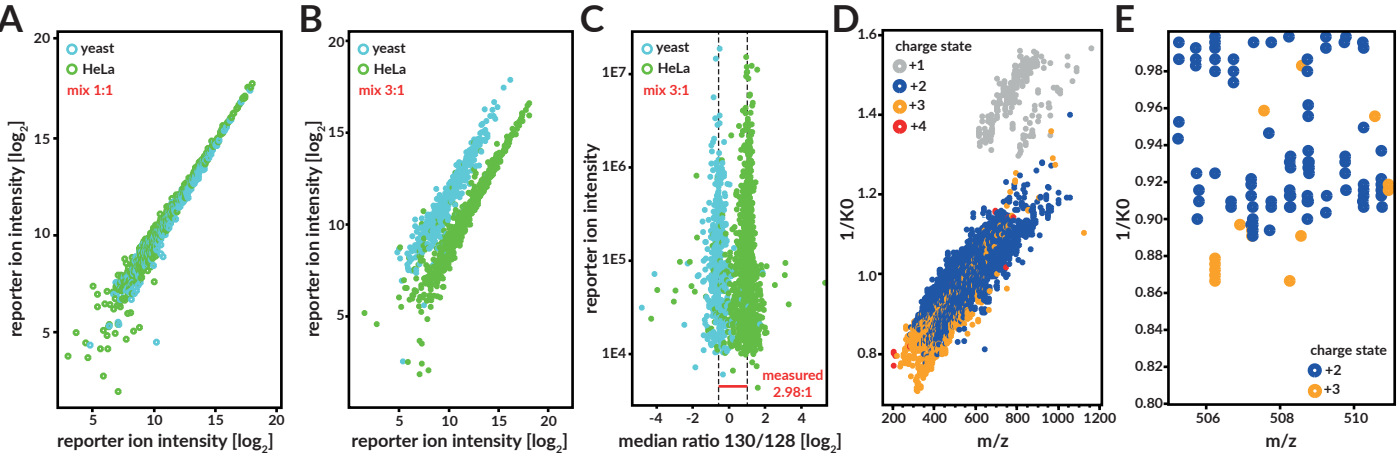 A
20
15
10
5
5
10
15
20
yeast
HeLa
mix 1:1
reporter ion intensity [log2]
reporter ion intensity [log2]
B
20
15
10
5
5
10
15
20
yeast
HeLa
mix 3:1
reporter ion intensity [log2]
reporter ion intensity [log2]
C
1E7
1E6
1E5
1E4
-4
-2
0
2
4
yeast
HeLa
mix 3:1
measured
2.98:1
reporter ion intensity
median ratio 130/128 [log2]
D
1.6
1.4
1.2
1.0
0.8
200
400
600
800
1000
1200
charge state
+1
+2
+3
+4
1/K0
m/z
E
0.98
0.96
0.94
0.92
0.90
0.88
0.86
0.84
0.82
0.80
506
508
510
charge state
+2
+3
1/K0
m/z